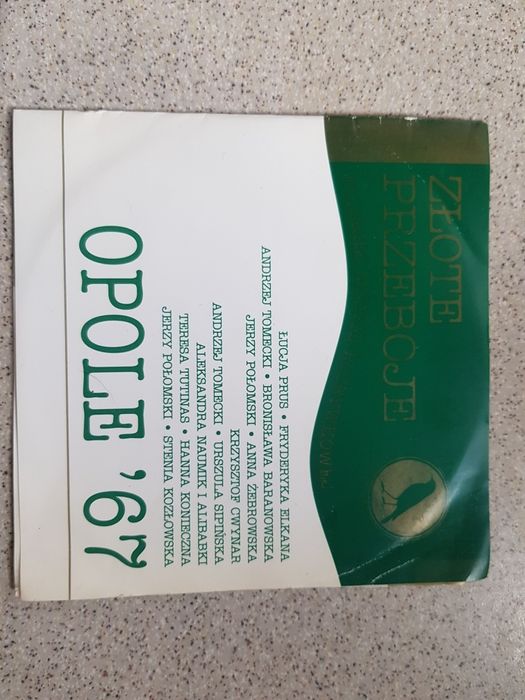 ZŁOTE
PRZEBOJE
ŁUCJA PRUS • FRYDERYKA ELKANA
ANDRZEJ TOMECKI • BRONISŁAWA BARANOWSKA
JERZY POŁOMSKI • ANNA ŻEBROWSKA
KRZYSZTOF CWYNAR
ANDRZEJ TOMECKI • URSZULA SIPIŃSKA
ALEKSANDRA NAUMIK I ALIBABKI
TERESA TUTINAS • HANNA KONIECZNA
JERZY POŁOMSKI • STENIA KOZŁOWSKA
OPOLE '67